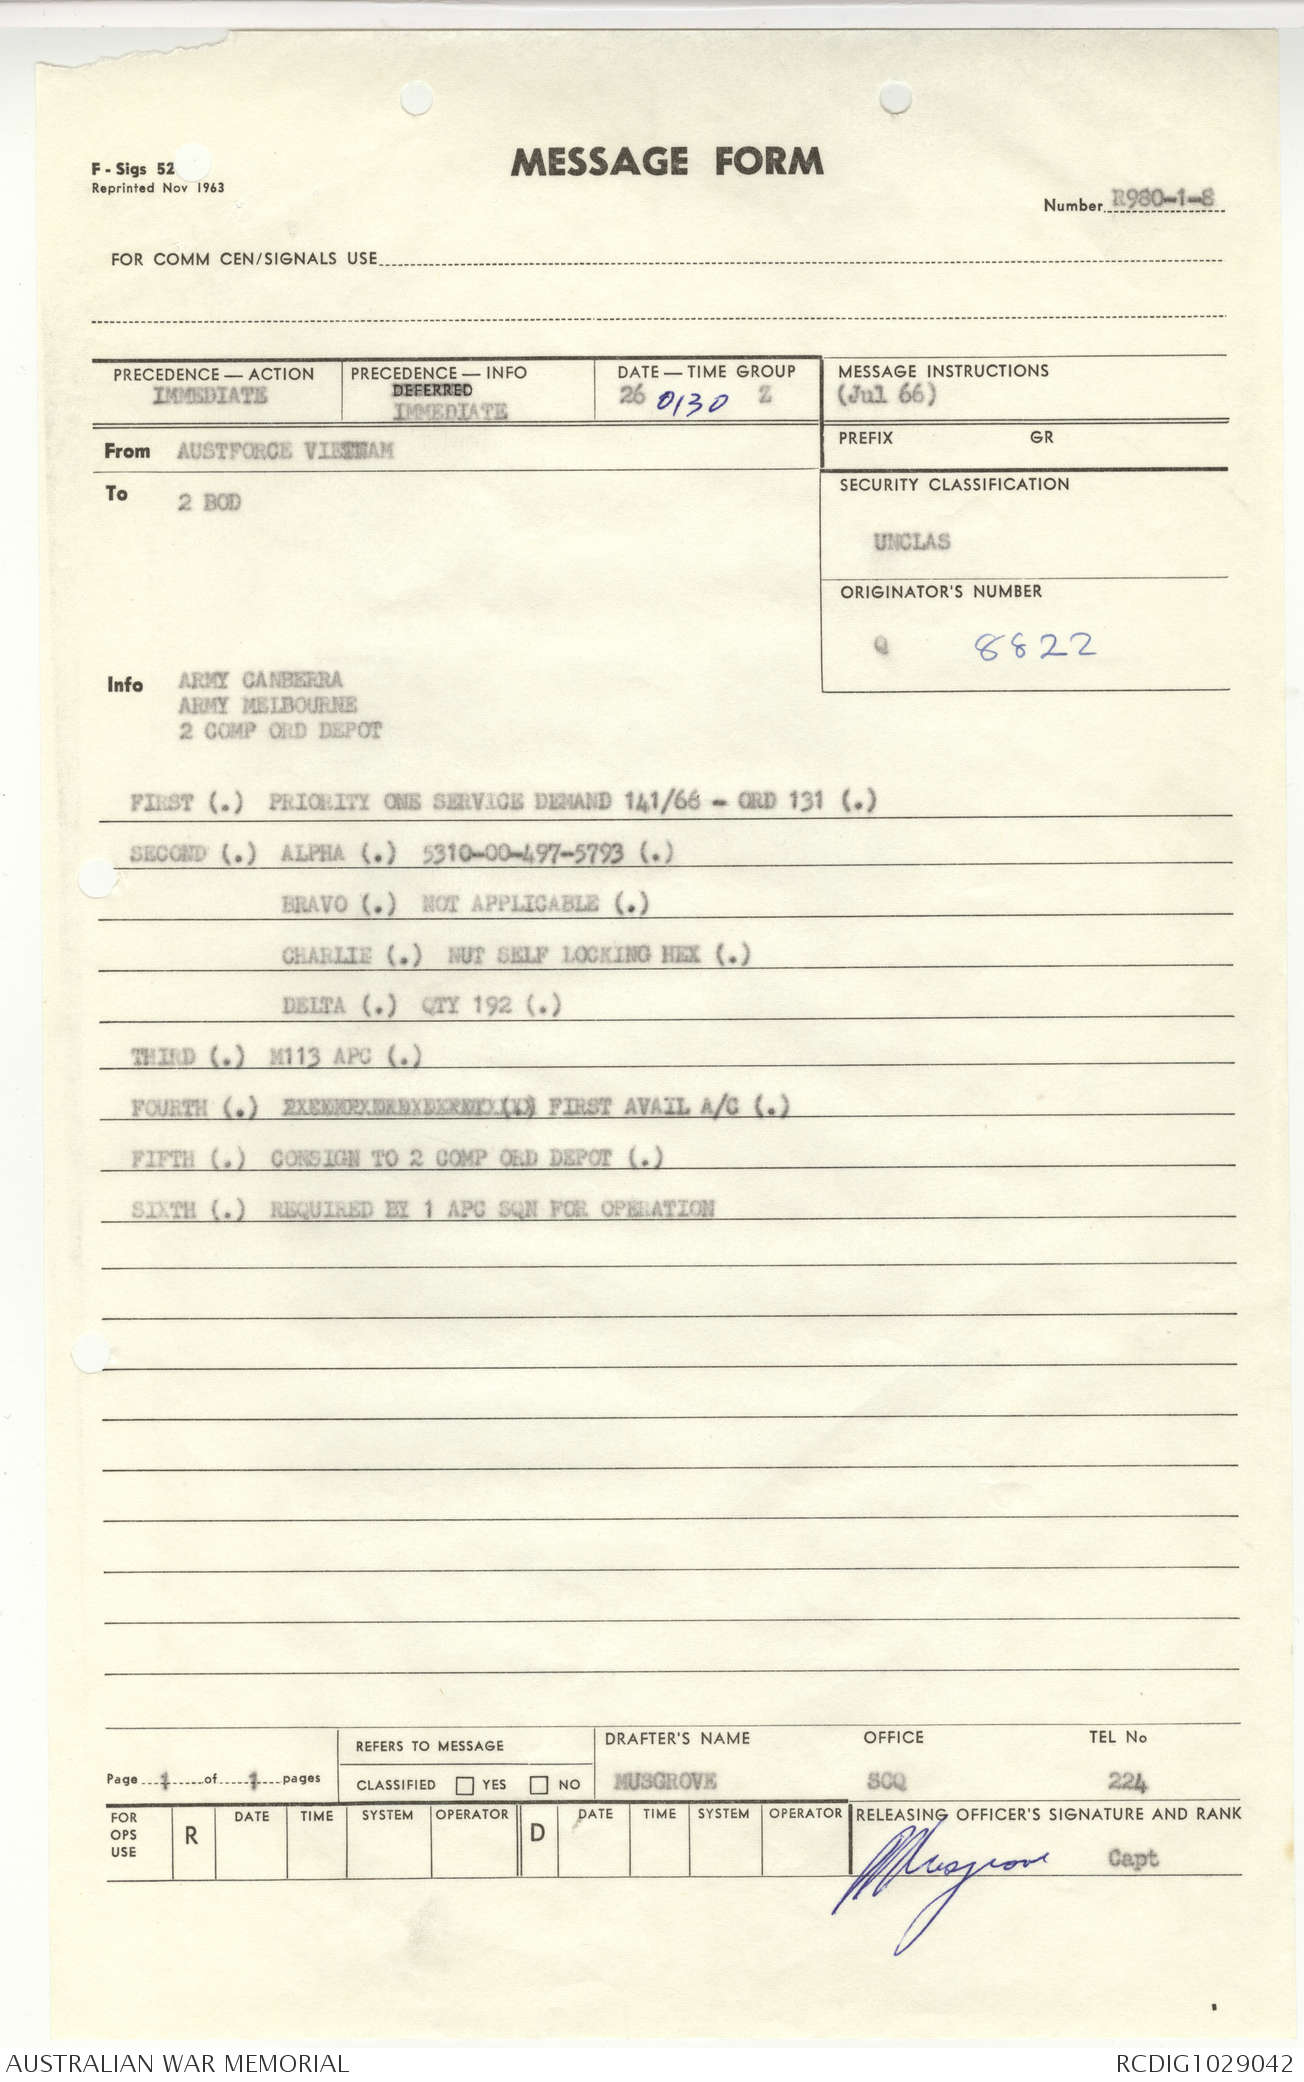 MESSAGE FORM
F - Sigs 52
Reprinted Nov 1963
Number R980-1-8
FOR COMM CEN/SIGNALS USE
PRECEDENCE — ACTION
IMMEDIATE
PRECEDENCE — INFO
DEFERRED
IMMEDIATE
DATE — TIME GROUP
26 0130 Z
MESSAGE INSTRUCTIONS
(Jul 66)
From AUSTFORCE VIETNAM
PREFIX GR
To 2 BOD
SECURITY CLASSIFICATION
UNCLAS
ORIGINATOR'S NUMBER
Q 8822
Info ARMY CANBERRA
ARMY MELBOURNE
2 COMP ORD DEPOT
FIRST (.) PRIORITY ONE SERVICE DEMAND 141/66 - ORD 131 (.)
SECOND (.) ALPHA (.) 5310-00-497-5793 (.)
BRAVO (.) NOT APPLICABLE (.)
CHARLIE (.) NUT SELF LOCKING HEX (.)
DELTA (.) QTY 192 (.)
THIRD (.) M113 APC (.)
FOURTH (.) FIRST AVAIL A/C (.)
FIFTH (.) CONSIGN TO 2 COMP ORD DEPOT (.)
SIXTH (.) REQUIRED BY 1 APC SQN FOR OPERATION
Page 1 of 1 pages
REFERS TO MESSAGE
CLASSIFIED YES NO
DRAFTER'S NAME
MUSGROVE
OFFICE
SCQ
TEL No
224
FOR
OPS
USE
R
DATE TIME SYSTEM OPERATOR
D
DATE TIME SYSTEM OPERATOR
RELEASING OFFICER'S SIGNATURE AND RANK
Musgrove Capt
AUSTRALIAN WAR MEMORIAL
RCDIG1029042